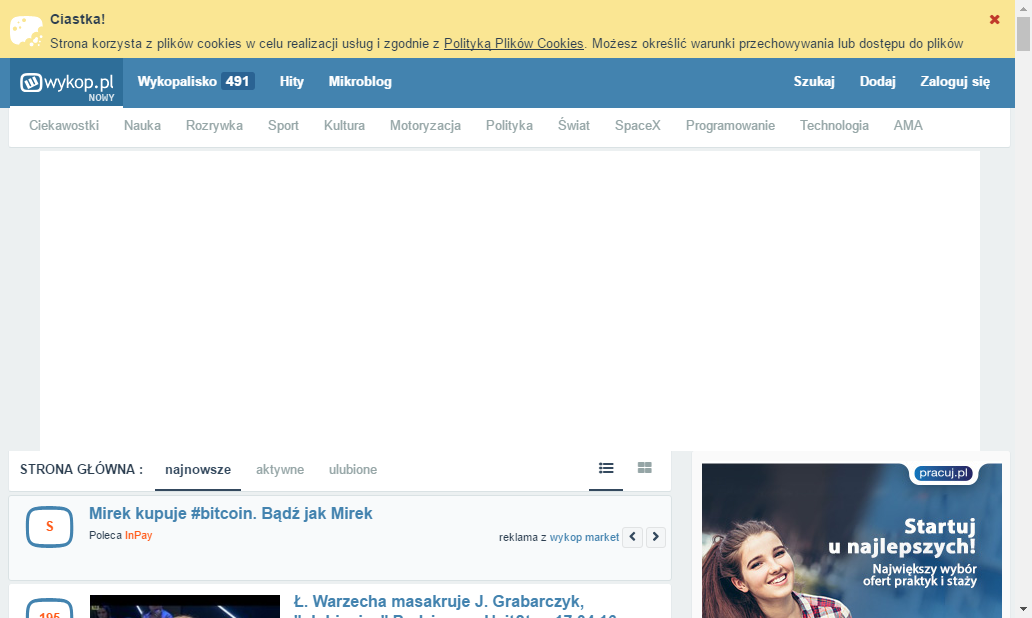 Ciastka!
Strona korzysta z plików cookies w celu realizacji usług i zgodnie z Polityką Plików Cookies. Możesz określić warunki przechowywania lub dostępu do plików
wykop.pl Wykopalisko 491 Hity Mikroblog Szukaj Dodaj Zaloguj się
NOWY
Ciekawostki Nauka Rozrywka Sport Kultura Motoryzacja Polityka Świat SpaceX Programowanie Technologia AMA
STRONA GŁÓWNA : najnowsze aktywne ulubione
S
Mirek kupuje #bitcoin. Bądź jak Mirek
Poleca InPay
reklama z wykop market
Ł. Warzecha masakruje J. Grabarczyk,
pracuj.pl
Startuj
u najlepszych!
Największy wybór
ofert praktyk i staży